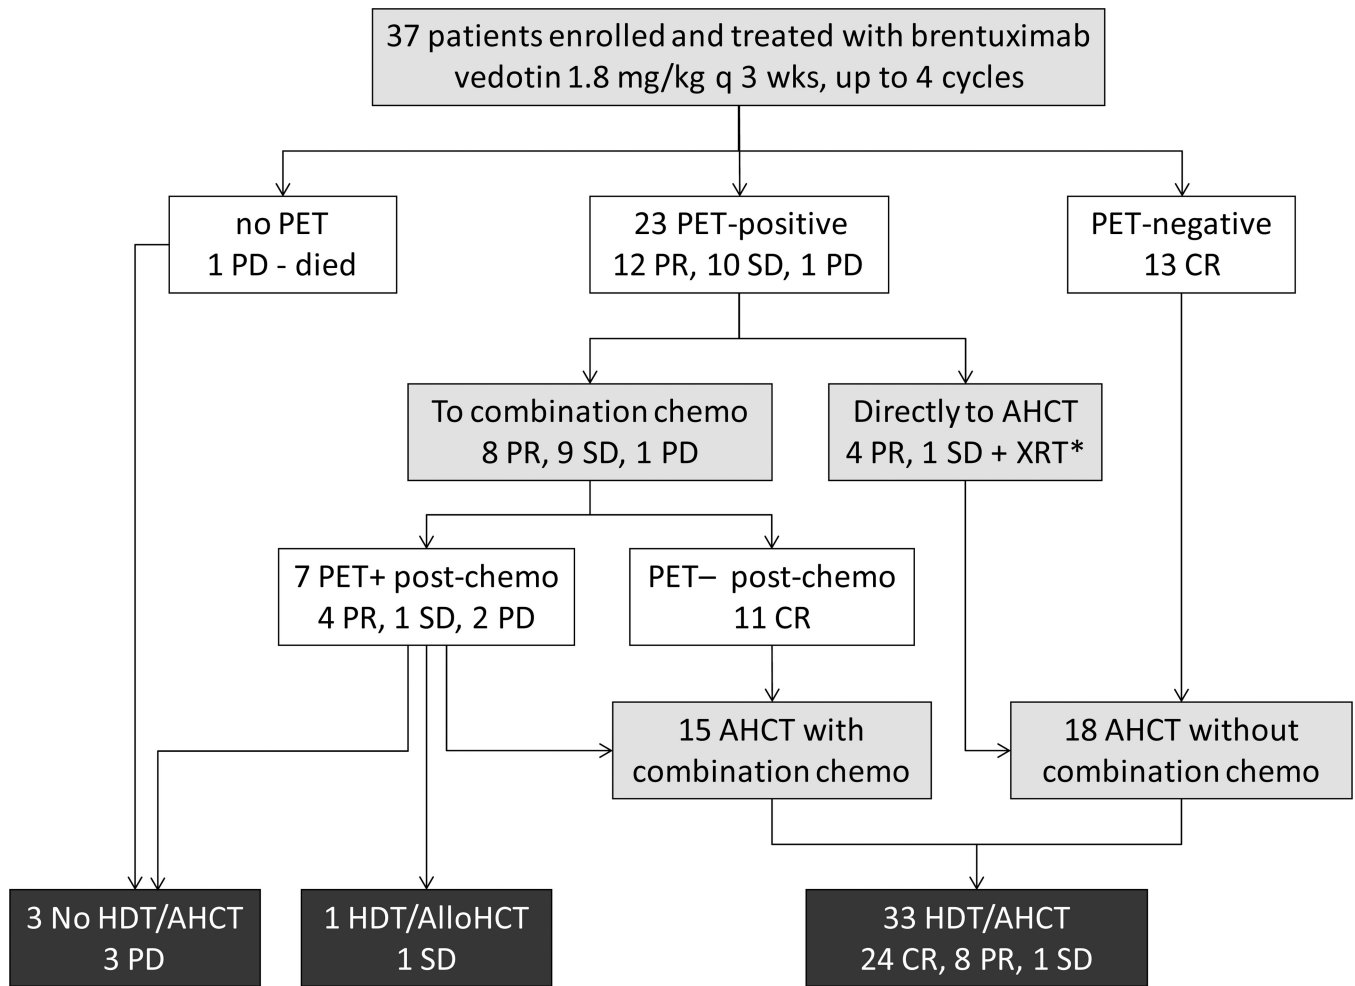 37 patients enrolled and treated with brentuximab
vedotin 1.8 mg/kg q 3 wks, up to 4 cycles
no PET
1 PD - died
23 PET-positive
12 PR, 10 SD, 1 PD
PET-negative
13 CR
To combination chemo
8 PR, 9 SD, 1 PD
Directly to AHCT
4 PR, 1 SD + XRT*
7 PET+ post-chemo
4 PR, 1 SD, 2 PD
PET– post-chemo
11 CR
15 AHCT with
combination chemo
18 AHCT without
combination chemo
3 No HDT/AHCT
3 PD
1 HDT/AlloHCT
1 SD
33 HDT/AHCT
24 CR, 8 PR, 1 SD